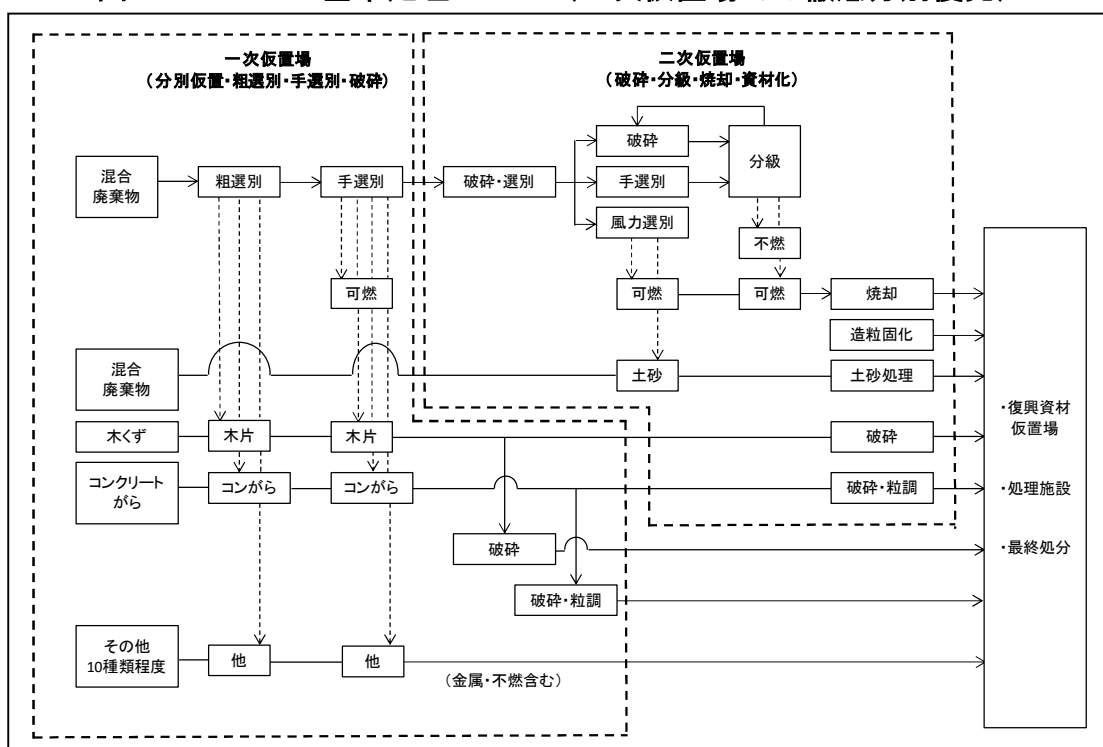 一次仮置場
(分別仮置・粗選別・手選別・破砕)
二次仮置場
(破砕・分級・焼却・資材化)
混合
廃棄物
粗選別
手選別
破砕・選別
破砕
手選別
風力選別
分級
不燃
可燃
可燃
可燃
焼却
造粒固化
混合
廃棄物
土砂
土砂処理
木くず
木片
木片
破砕
コンクリート
がら
コンがら
コンがら
破砕・粒調
破砕
破砕・粒調
その他
10種類程度
他
他
(金属・不燃含む)
・復興資材
仮置場
・処理施設
・最終処分